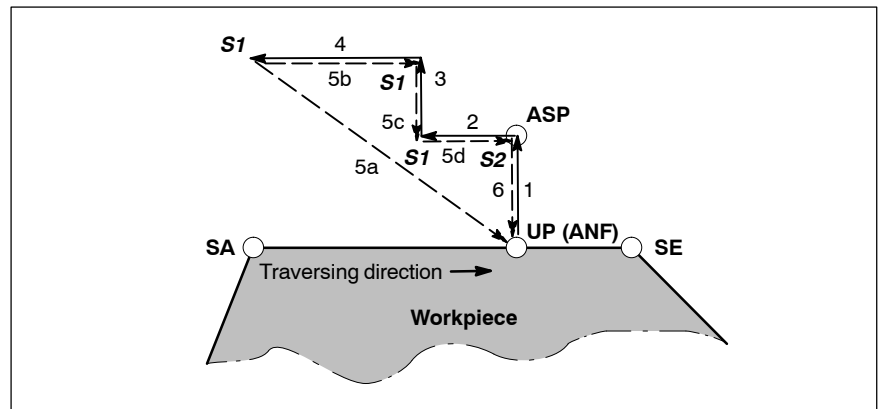 S1 4
5b S1 3
ASP
5c 2
S1 5d S2
5a
6 1
UP (ANF)
SA SE
Traversing direction
Workpiece